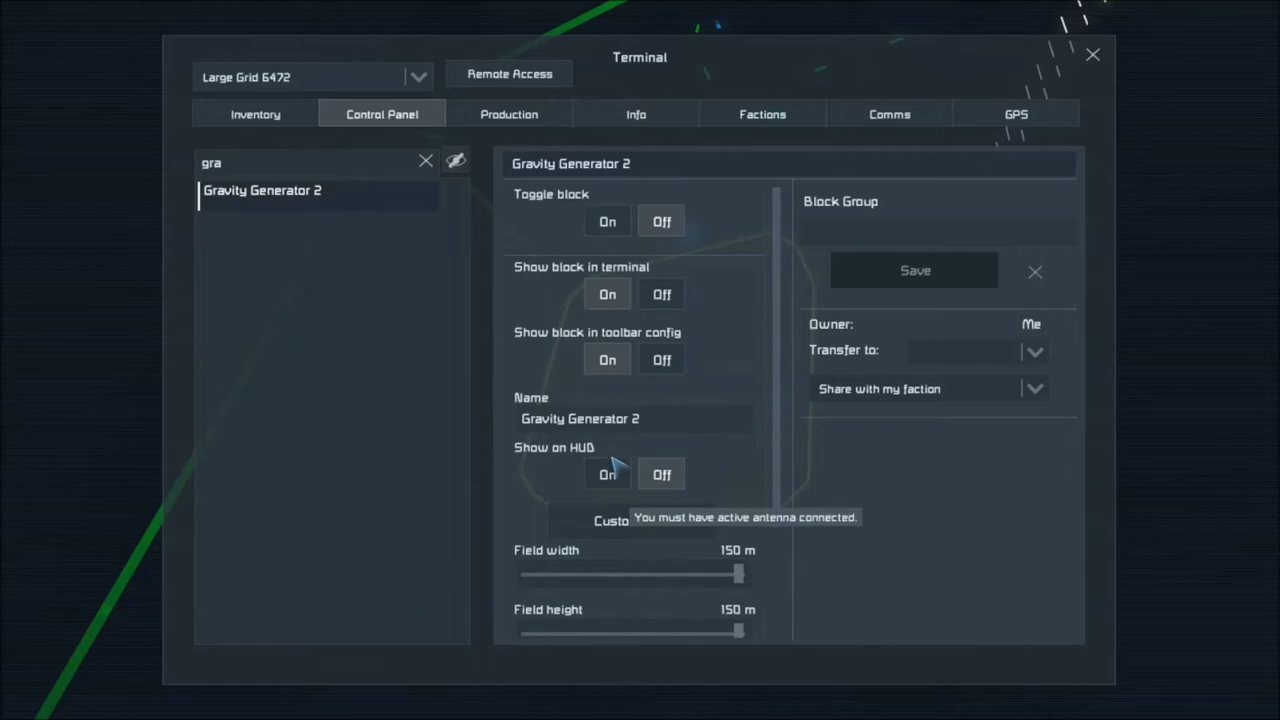 Terminal
Large Grid 6472
Remote Access
Inventory
Control Panel
Production
Info
Factions
Comms
GPS
gra
Gravity Generator 2
Gravity Generator 2
Toggle block
On Off
Show block in terminal
On Off
Show block in toolbar config
On Off
Name
Gravity Generator 2
Show on HUD
On Off
Custo
You must have active antenna connected.
Field width 150 m
Field height 150 m
Block Group
Save
Owner: Me
Transfer to:
Share with my faction